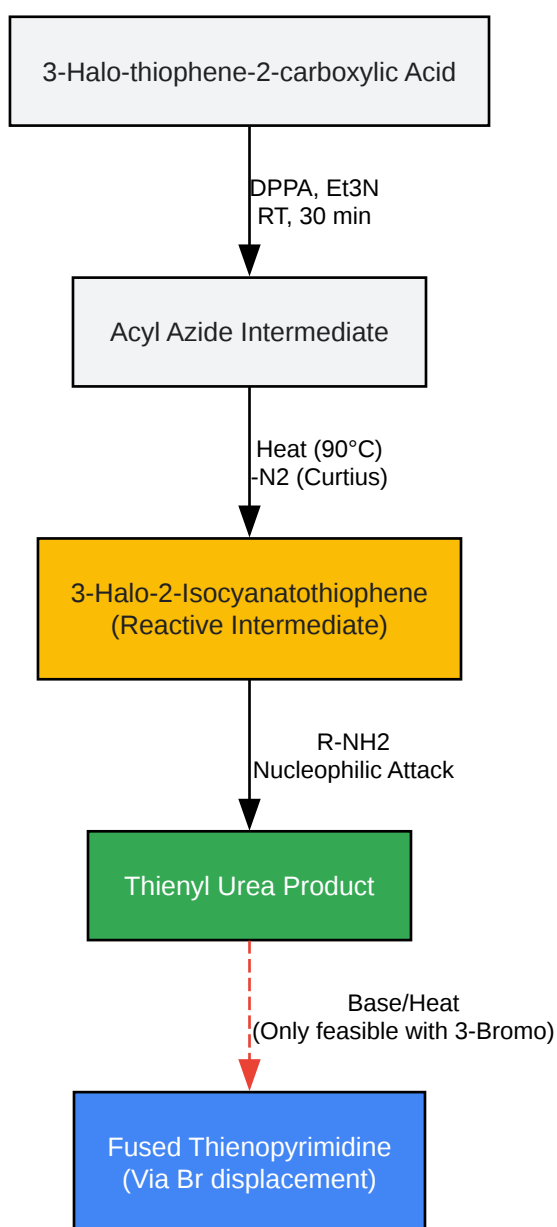 3-Halo-thiophene-2-carboxylic Acid
DPPA, Et3N
RT, 30 min
Acyl Azide Intermediate
Heat (90°C)
-N2 (Curtius)
3-Halo-2-Isocyanatothiophene
(Reactive Intermediate)
R-NH2
Nucleophilic Attack
Thienyl Urea Product
Base/Heat
(Only feasible with 3-Bromo)
Fused Thienopyrimidine
(Via Br displacement)